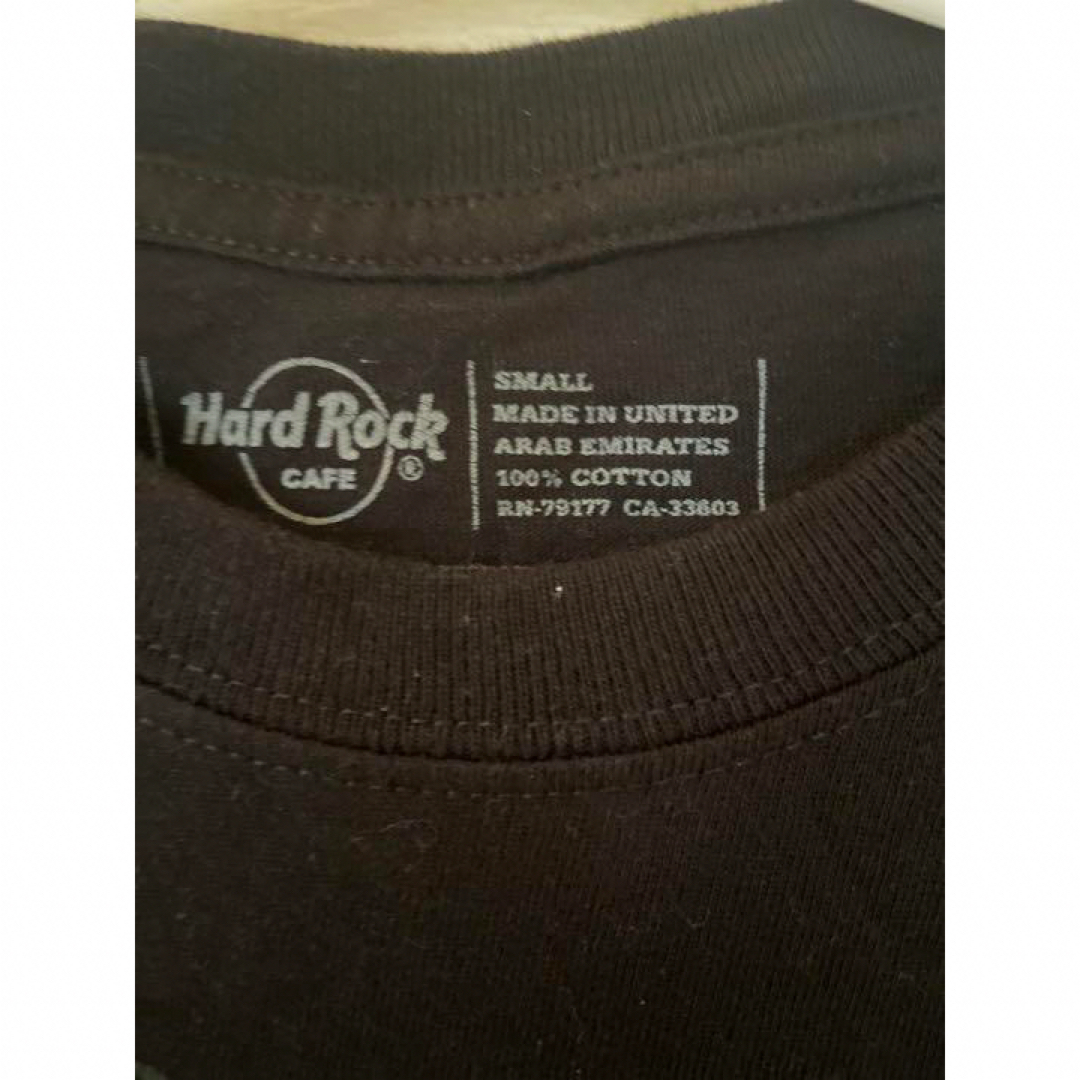 Hard Rock
CAFE
®
SMALL
MADE IN UNITED
ARAB EMIRATES
100% COTTON
RN-79177 CA-33603